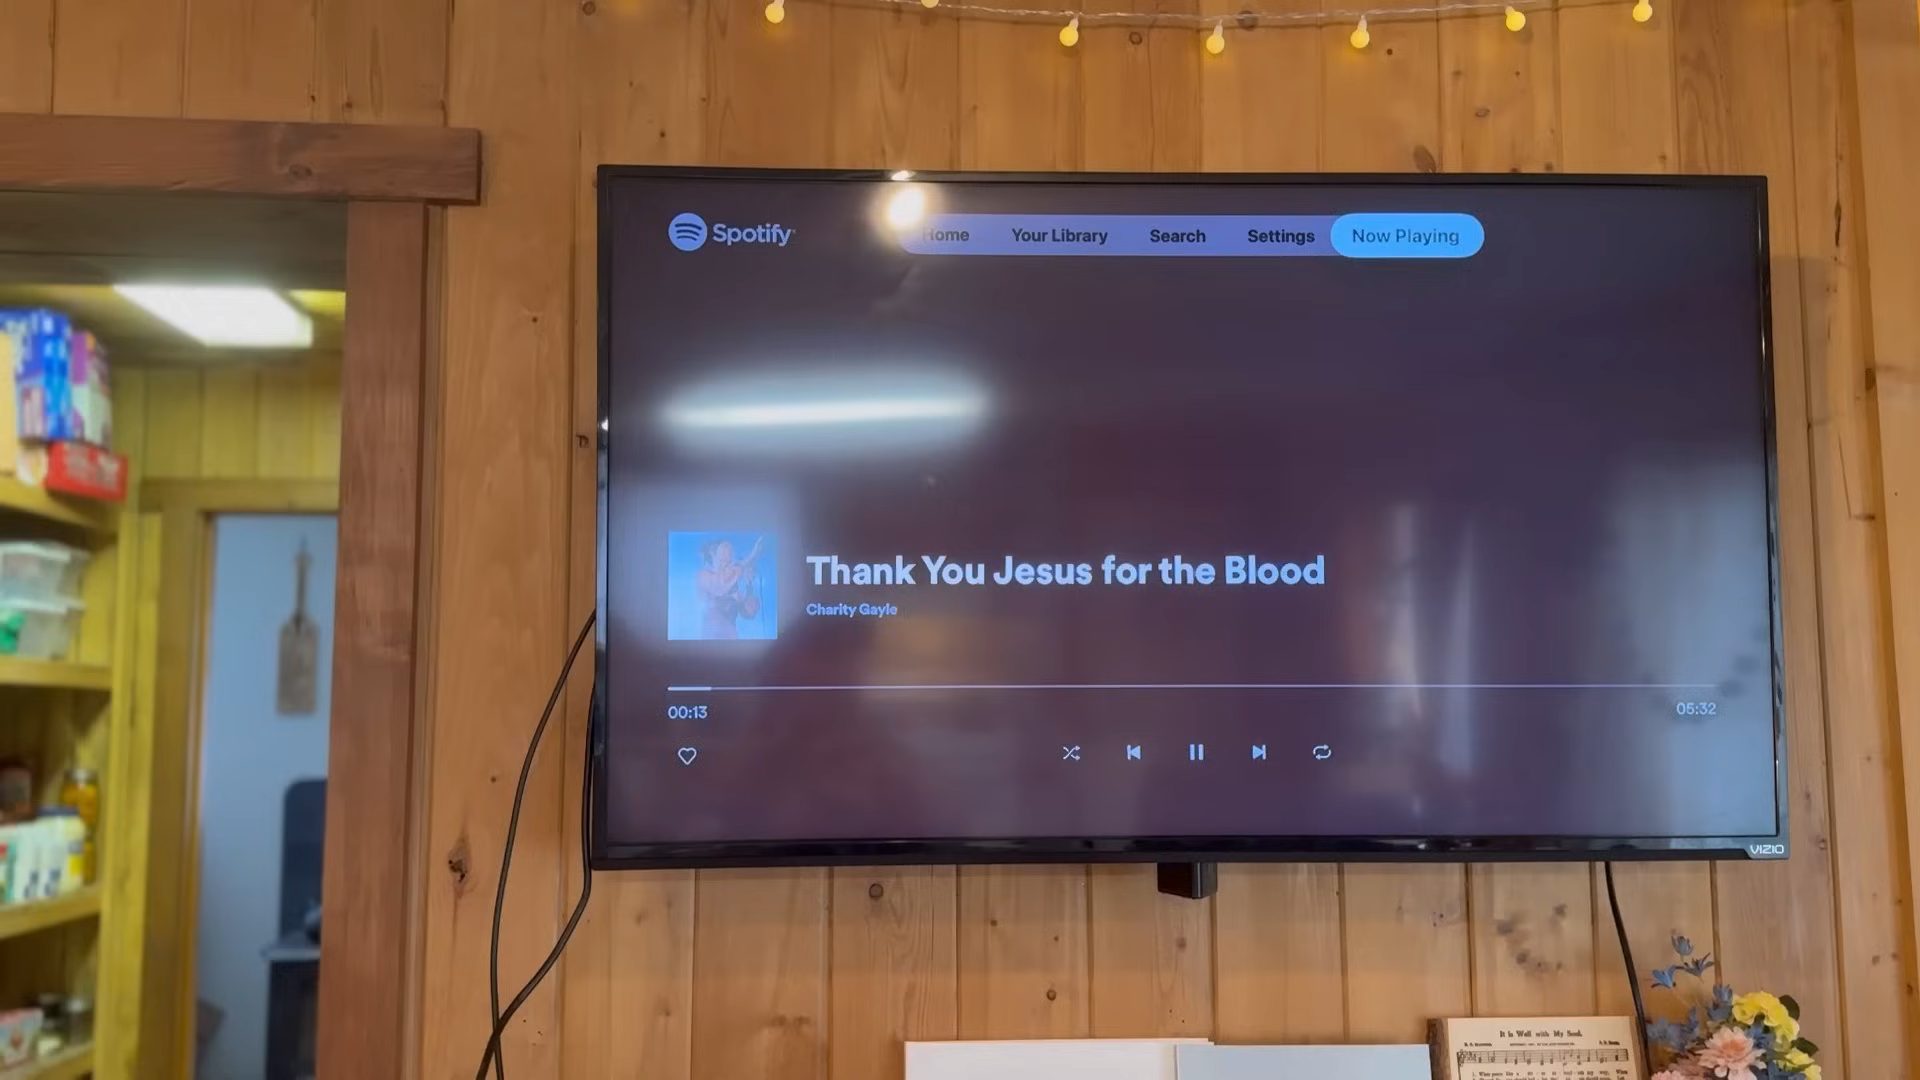 Spotify
Home Your Library Search Settings Now Playing
Thank You Jesus for the Blood
Charity Gayle
00:13
05:32
VIZIO
It is Well with My Soul.